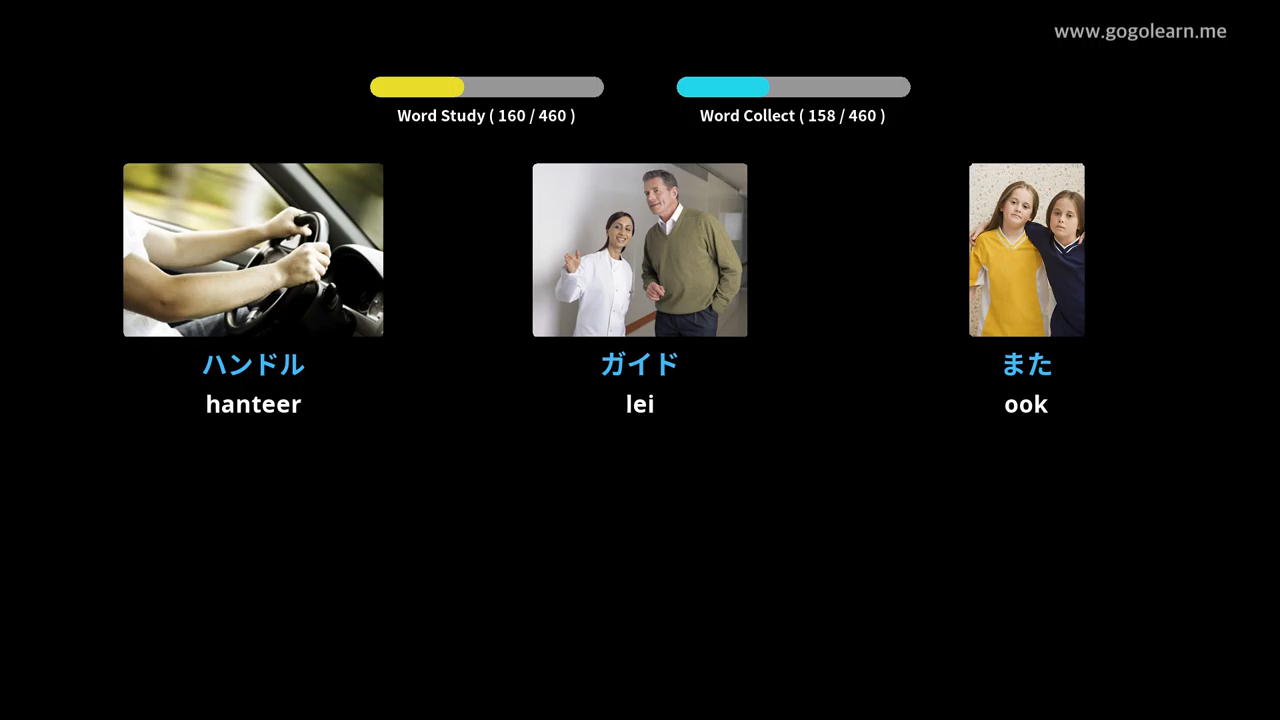 www.gogolearn.me
Word Study ( 160 / 460 )
Word Collect ( 158 / 460 )
ハンドル
ガイド
また
hanteer
lei
ook